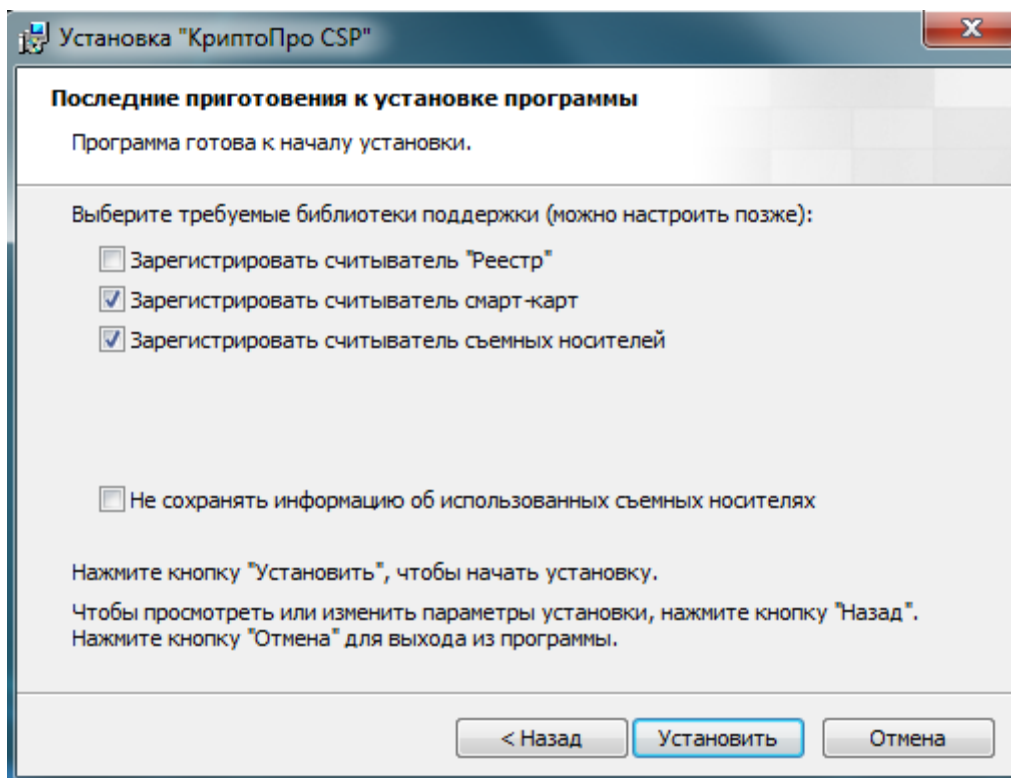 Установка "КриптоПро CSP"
Последние приготовения к установке программы
Программа готова к началу установки.
Выберите требуемые библиотеки поддержки (можно настроить позже):
Зарегистрировать считыватель "Реестр"
Зарегистрировать считыватель смарт-карт
Зарегистрировать считыватель съемных носителей
Не сохранять информацию об использованных съемных носителях
Нажмите кнопку "Установить", чтобы начать установку.
Чтобы просмотреть или изменить параметры установки, нажмите кнопку "Назад".
Нажмите кнопку "Отмена" для выхода из программы.
< Назад Установить Отмена